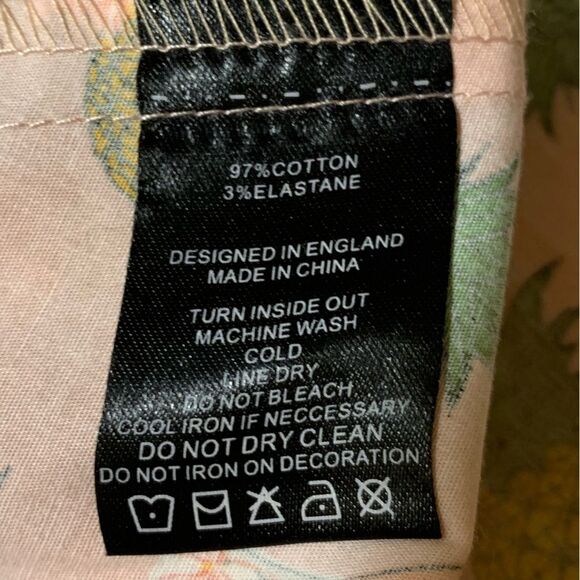 97%COTTON
3%ELASTANE
DESIGNED IN ENGLAND
MADE IN CHINA
TURN INSIDE OUT
MACHINE WASH
COLD
LINE DRY
DO NOT BLEACH
COOL IRON IF NECCESSARY
DO NOT DRY CLEAN
DO NOT IRON ON DECORATION